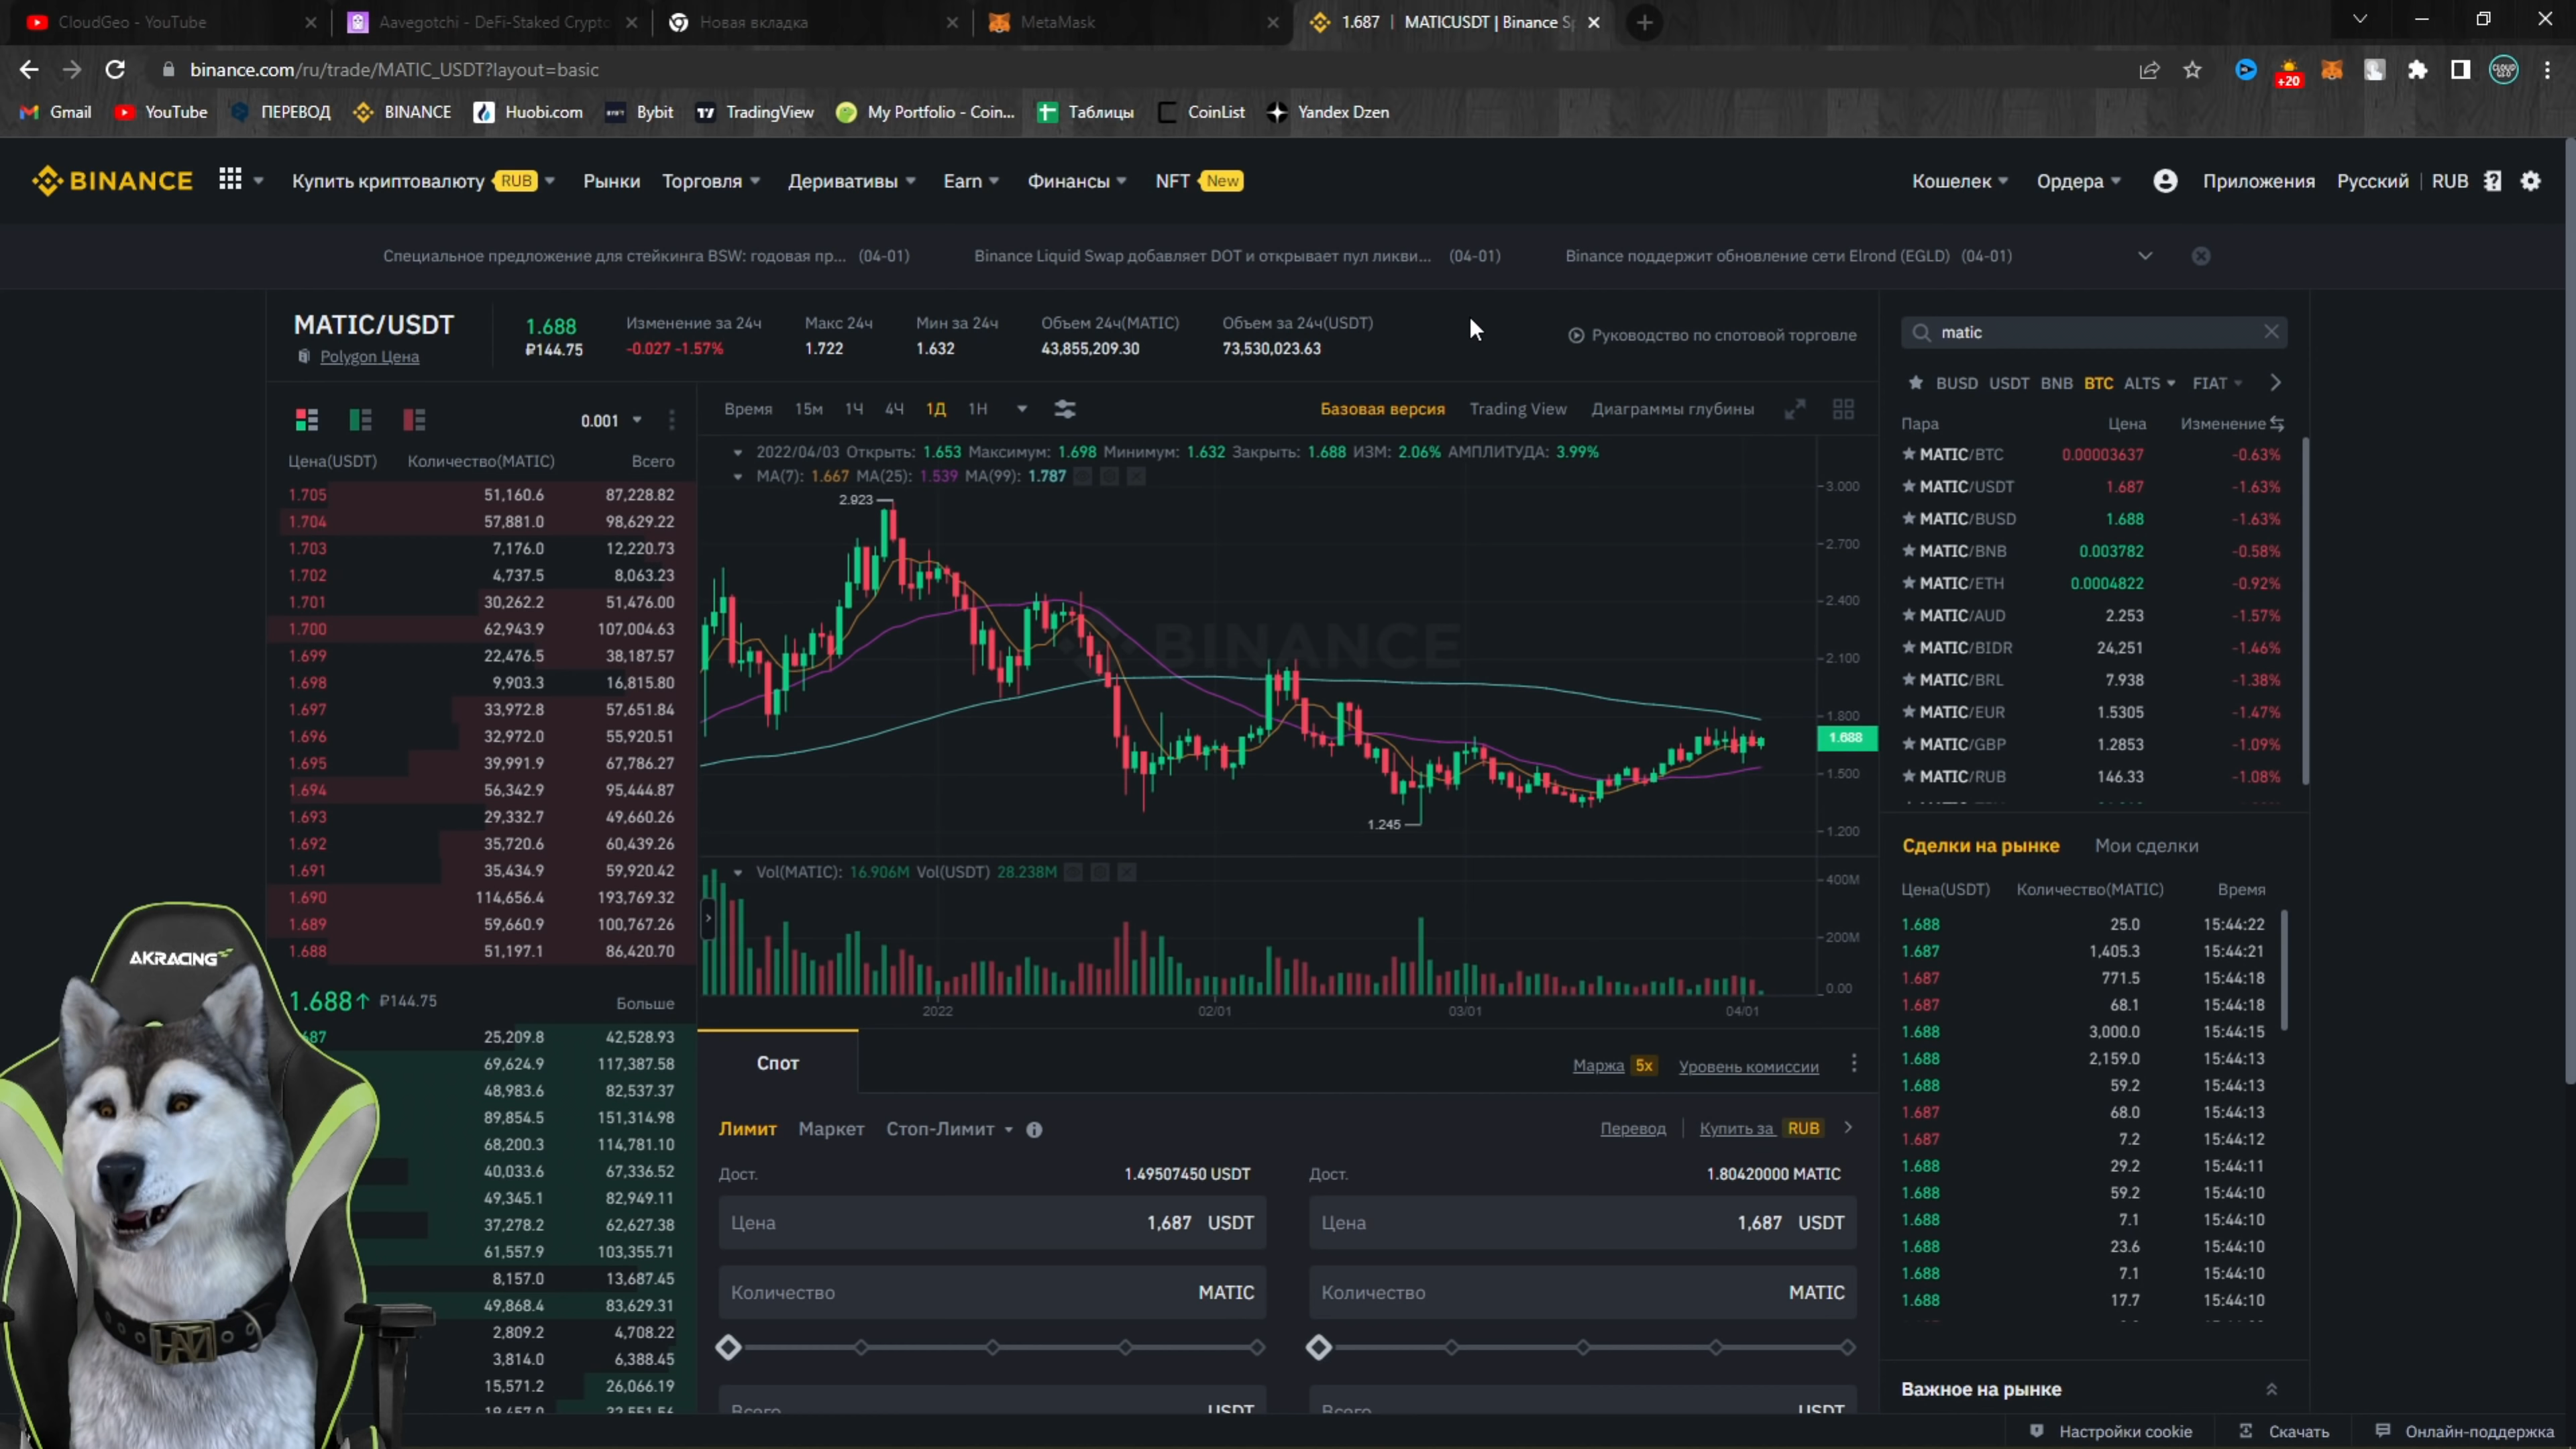 CloudGeo - YouTube
Aavegotchi - DeFi-Staked Crypto
Новая вкладка
MetaMask
1.687 | MATICUSDT | Binance Sp
binance.com/ru/trade/MATIC_USDT?layout=basic
+20
CLOUD GEO
Gmail YouTube ПЕРЕВОД BINANCE Huobi.com Bybit TradingView My Portfolio - Coin... Таблицы CoinList Yandex Dzen
BINANCE Купить криптовалюту RUB Рынки Торговля Деривативы Earn Финансы NFT New Кошелек Ордера Приложения Русский | RUB
Специальное предложение для стейкинга BSW: годовая пр... (04-01) Binance Liquid Swap добавляет DOT и открывает пул ликви... (04-01) Binance поддержит обновление сети Elrond (EGLD) (04-01)
MATIC/USDT
Polygon Цена
1.688
₽144.75
Изменение за 24ч
-0.027 -1.57%
Макс 24ч
1.722
Мин за 24ч
1.632
Объем 24ч(MATIC)
43,855,209.30
Объем за 24ч(USDT)
73,530,023.63
Руководство по спотовой торговле
0.001
Цена(USDT) Количество(MATIC) Всего
1.705 51,160.6 87,228.82
1.704 57,881.0 98,629.22
1.703 7,176.0 12,220.73
1.702 4,737.5 8,063.23
1.701 30,262.2 51,476.00
1.700 62,943.9 107,004.63
1.699 22,476.5 38,187.57
1.698 9,903.3 16,815.80
1.697 33,972.8 57,651.84
1.696 32,972.0 55,920.51
1.695 39,991.9 67,786.27
1.694 56,342.9 95,444.87
1.693 29,332.7 49,660.26
1.692 35,720.6 60,439.26
1.691 35,434.9 59,920.42
1.690 114,656.4 193,769.32
1.689 59,660.9 100,767.26
1.688 51,197.1 86,420.70
1.688↑ ₽144.75 Больше
687 25,209.8 42,528.93
69,624.9 117,387.58
48,983.6 82,537.37
89,854.5 151,314.98
68,200.3 114,781.10
40,033.6 67,336.52
49,345.1 82,949.11
37,278.2 62,627.38
61,557.9 103,355.71
8,157.0 13,687.45
49,868.4 83,629.31
2,809.2 4,708.22
3,814.0 6,388.45
15,571.2 26,066.19
AKRACING
Время 15м 1Ч 4Ч 1Д 1Н Базовая версия Trading View Диаграммы глубины
2022/04/03 Открыть: 1.653 Максимум: 1.698 Минимум: 1.632 Закрыть: 1.688 ИЗМ: 2.06% АМПЛИТУДА: 3.99%
MA(7): 1.667 MA(25): 1.539 MA(99): 1.787
2.923
1.245
BINANCE
3.000
2.700
2.400
2.100
1.800
1.688
1.500
1.200
Vol(MATIC): 16.906M Vol(USDT) 28.238M
400M
200M
0.00
2022 02/01 03/01 04/01
Спот Маржа 5x Уровень комиссии
Лимит Маркет Стоп-Лимит Перевод Купить за RUB
Дост. 1.49507450 USDT
Цена 1,687 USDT
Количество MATIC
Всего USDT
Дост. 1.80420000 MATIC
Цена 1,687 USDT
Количество MATIC
Всего USDT
matic
BUSD USDT BNB BTC ALTS FIAT
Пара Цена Изменение
MATIC/BTC 0.00003637 -0.63%
MATIC/USDT 1.687 -1.63%
MATIC/BUSD 1.688 -1.63%
MATIC/BNB 0.003782 -0.58%
MATIC/ETH 0.0004822 -0.92%
MATIC/AUD 2.253 -1.57%
MATIC/BIDR 24,251 -1.46%
MATIC/BRL 7.938 -1.38%
MATIC/EUR 1.5305 -1.47%
MATIC/GBP 1.2853 -1.09%
MATIC/RUB 146.33 -1.08%
Сделки на рынке Мои сделки
Цена(USDT) Количество(MATIC) Время
1.688 25.0 15:44:22
1.687 1,405.3 15:44:21
1.687 771.5 15:44:18
1.687 68.1 15:44:18
1.688 3,000.0 15:44:15
1.688 2,159.0 15:44:13
1.688 59.2 15:44:13
1.687 68.0 15:44:13
1.687 7.2 15:44:12
1.688 29.2 15:44:11
1.688 59.2 15:44:10
1.688 7.1 15:44:10
1.688 23.6 15:44:10
1.688 7.1 15:44:10
1.688 17.7 15:44:10
Важное на рынке
Настройки cookie Скачать Онлайн-поддержка